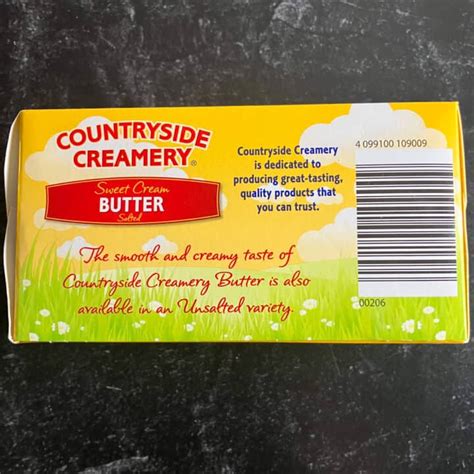 COUNTRYSIDE
CREAMERY®
Sweet Cream
BUTTER
Salted
Countryside Creamery
is dedicated to
producing great-tasting,
quality products that
you can trust.
4 099100 109009
00206
The smooth and creamy taste of
Countryside Creamery Butter is also
available in an Unsalted variety.